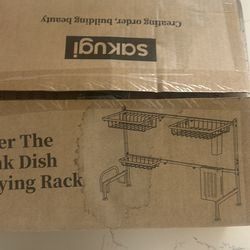 Creating order, building beauty
sakugi
er The
nk Dish
ying Rack